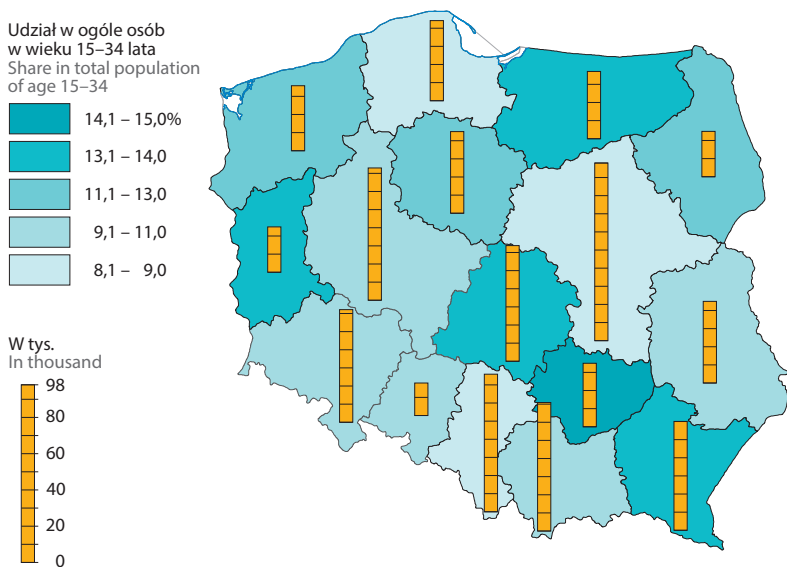 Udział w ogóle osób
w wieku 15–34 lata
Share in total population
of age 15–34
14,1 – 15,0%
13,1 – 14,0
11,1 – 13,0
9,1 – 11,0
8,1 – 9,0
W tys.
In thousand
98
80
60
40
20
0